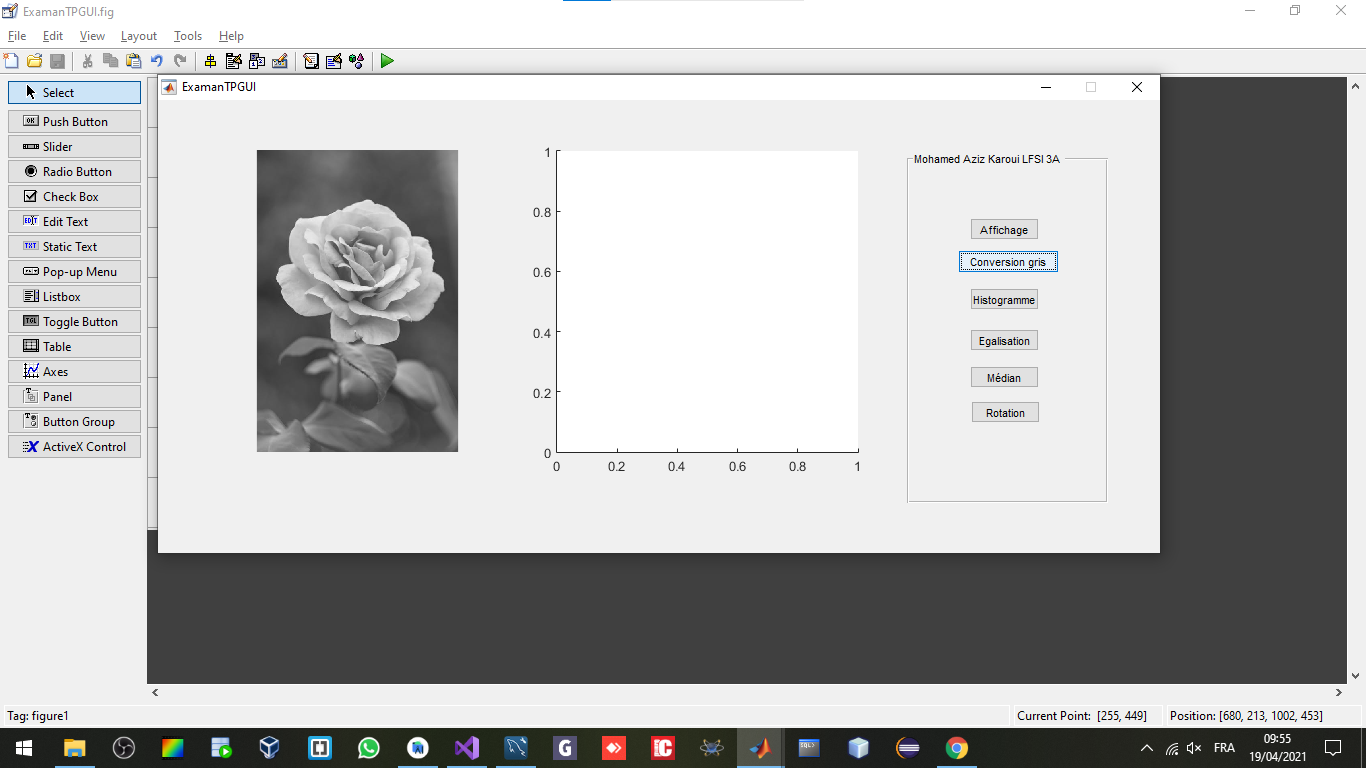 ExamanTPGUI.fig
File Edit View Layout Tools Help
Select
Push Button
Slider
Radio Button
Check Box
Edit Text
Static Text
Pop-up Menu
Listbox
Toggle Button
Table
Axes
Panel
Button Group
ActiveX Control
ExamanTPGUI
1
0.8
0.6
0.4
0.2
0
0 0.2 0.4 0.6 0.8 1
Mohamed Aziz Karoui LFSI 3A
Affichage
Conversion gris
Histogramme
Egalisation
Médian
Rotation
Tag: figure1
Current Point: [255, 449]
Position: [680, 213, 1002, 453]
FRA
09:55
19/04/2021